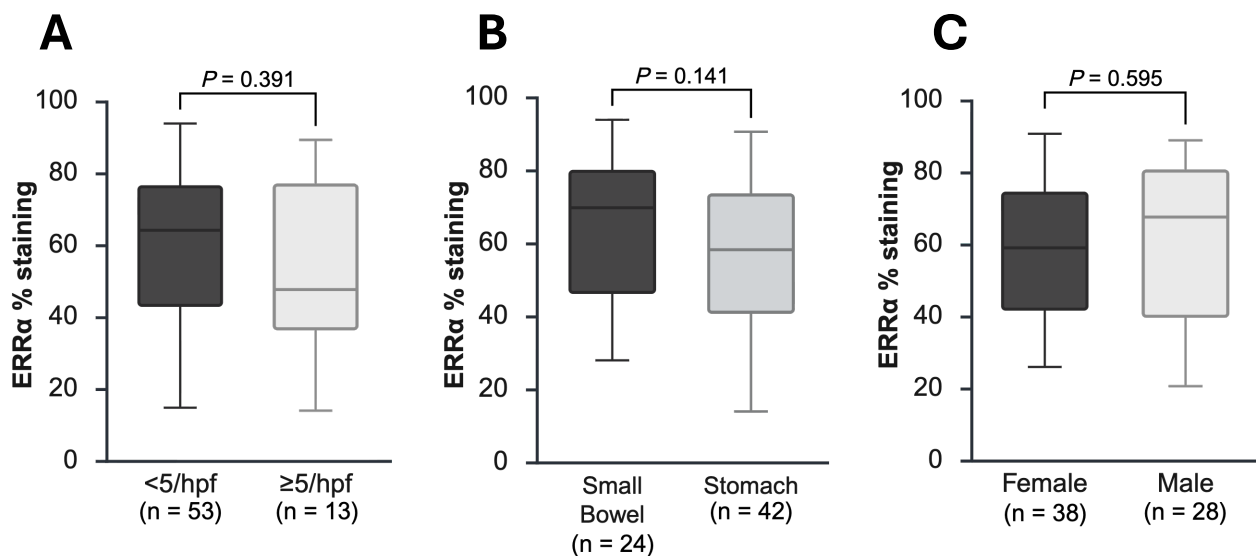 A
P = 0.391
ERRα % staining
100
80
60
40
20
0
<5/hpf
(n = 53)
≥5/hpf
(n = 13)
B
P = 0.141
ERRα % staining
100
80
60
40
20
0
Small
Bowel
(n = 24)
Stomach
(n = 42)
C
P = 0.595
ERRα % staining
100
80
60
40
20
0
Female
(n = 38)
Male
(n = 28)